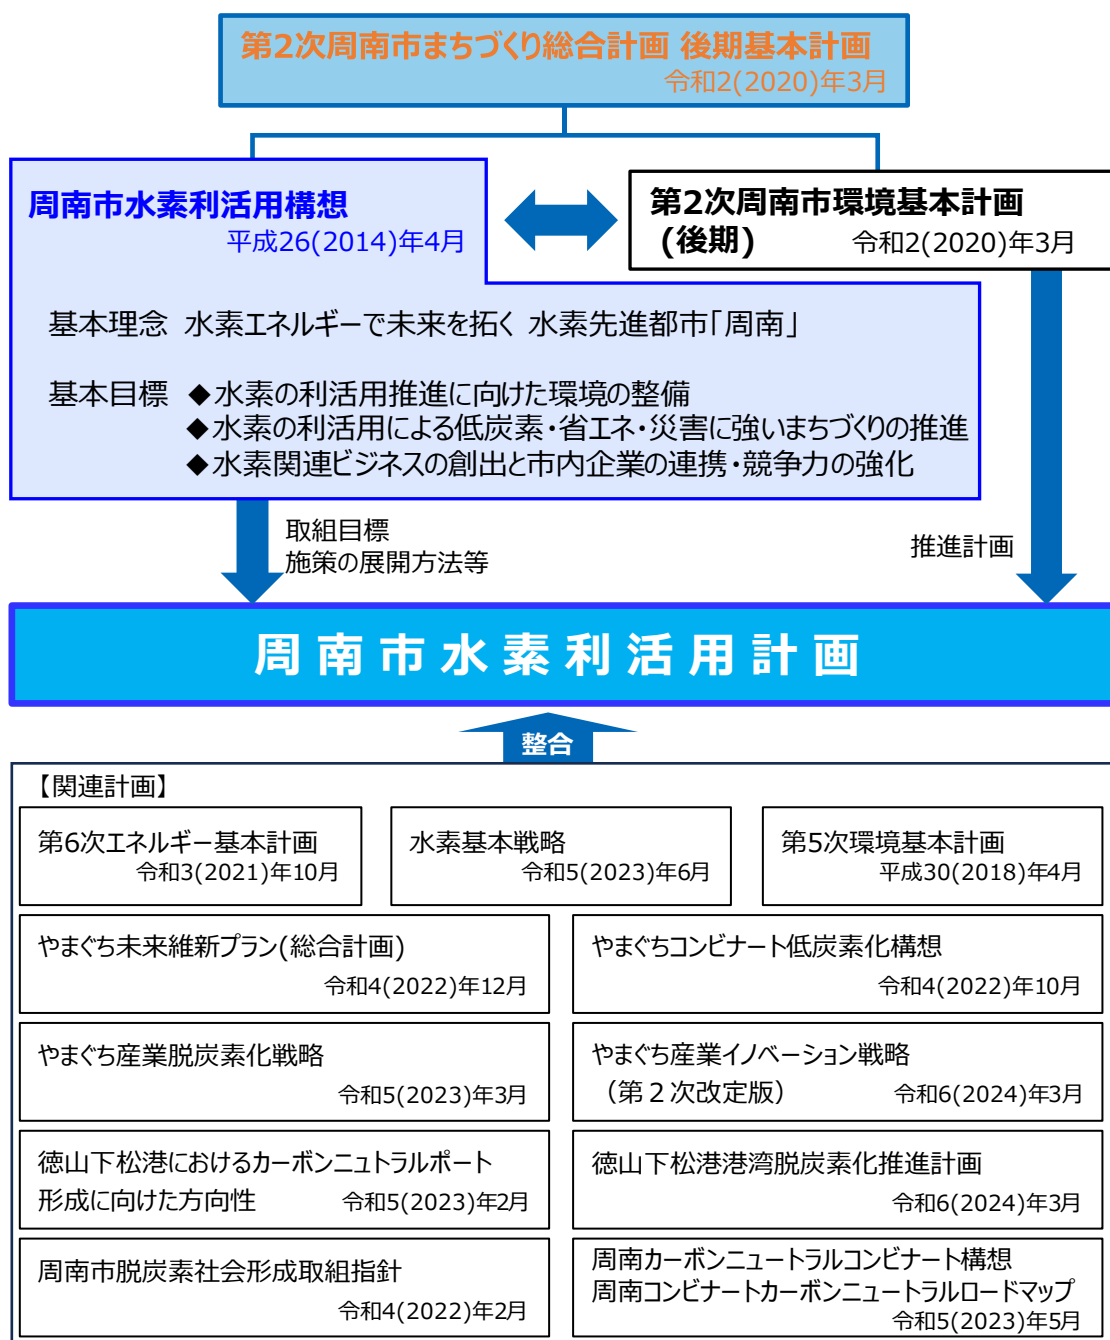 第2次周南市まちづくり総合計画 後期基本計画
令和2(2020)年3月
周南市水素利活用構想
平成26(2014)年4月
第2次周南市環境基本計画
(後期) 令和2(2020)年3月
基本理念 水素エネルギーで未来を拓く 水素先進都市「周南」
基本目標 ◆水素の利活用推進に向けた環境の整備
◆水素の利活用による低炭素・省エネ・災害に強いまちづくりの推進
◆水素関連ビジネスの創出と市内企業の連携・競争力の強化
取組目標
施策の展開方法等
推進計画
周南市水素利活用計画
整合
【関連計画】
第6次エネルギー基本計画
令和3(2021)年10月
水素基本戦略
令和5(2023)年6月
第5次環境基本計画
平成30(2018)年4月
やまぐち未来維新プラン(総合計画)
令和4(2022)年12月
やまぐちコンビナート低炭素化構想
令和4(2022)年10月
やまぐち産業脱炭素化戦略
令和5(2023)年3月
やまぐち産業イノベーション戦略
（第２次改定版） 令和6(2024)年3月
徳山下松港におけるカーボンニュトラルポート
形成に向けた方向性 令和5(2023)年2月
徳山下松港港湾脱炭素化推進計画
令和6(2024)年3月
周南市脱炭素社会形成取組指針
令和4(2022)年2月
周南カーボンニュートラルコンビナート構想
周南コンビナートカーボンニュートラルロードマップ
令和5(2023)年5月